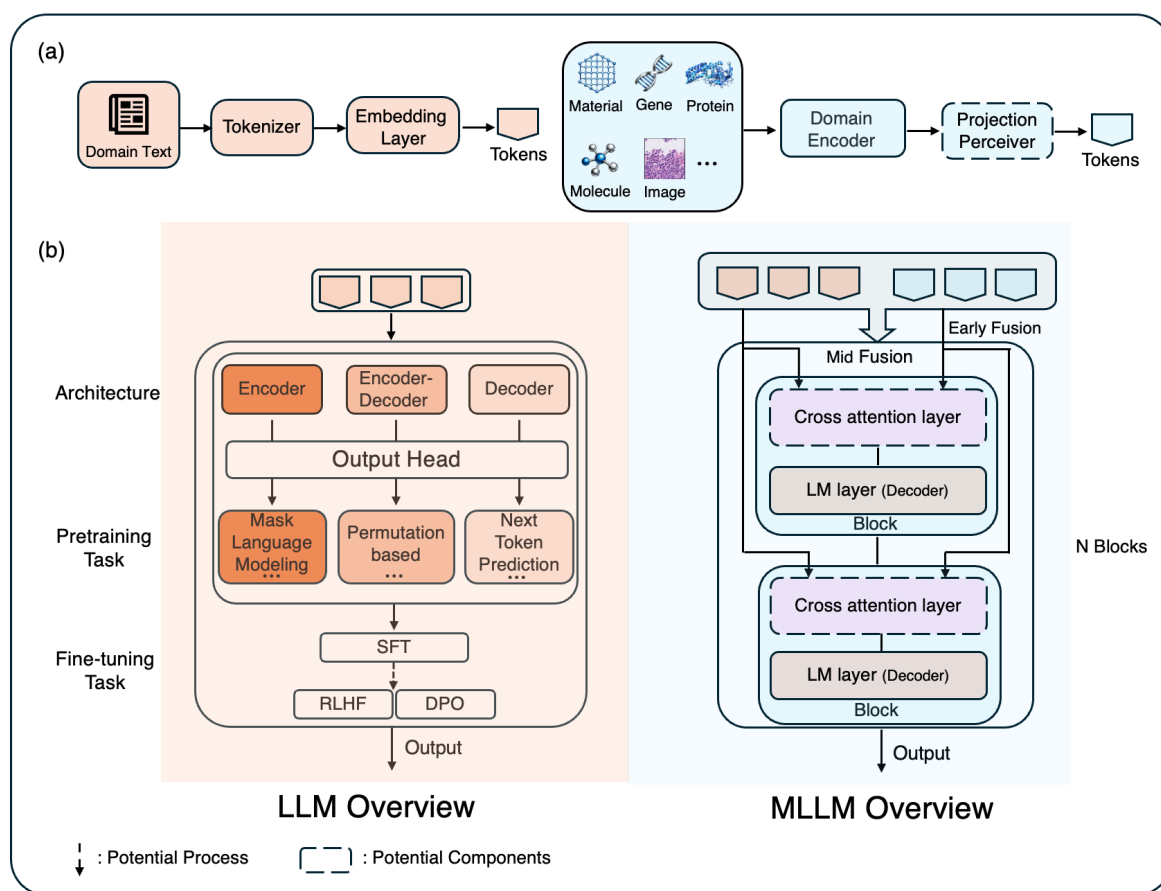 (a)
Domain Text
Tokenizer
Embedding
Layer
Tokens
Material
Gene
Protein
Molecule
Image
...
Domain
Encoder
Projection
Perceiver
Tokens
(b)
Architecture
Encoder
Encoder-
Decoder
Decoder
Output Head
Pretraining
Task
Mask
Language
Modeling
...
Permutation
based
...
Next
Token
Prediction
...
Fine-tuning
Task
SFT
RLHF
DPO
Output
LLM Overview
Early Fusion
Mid Fusion
Cross attention layer
LM layer (Decoder)
Block
N Blocks
Cross attention layer
LM layer (Decoder)
Block
Output
MLLM Overview
: Potential Process
: Potential Components